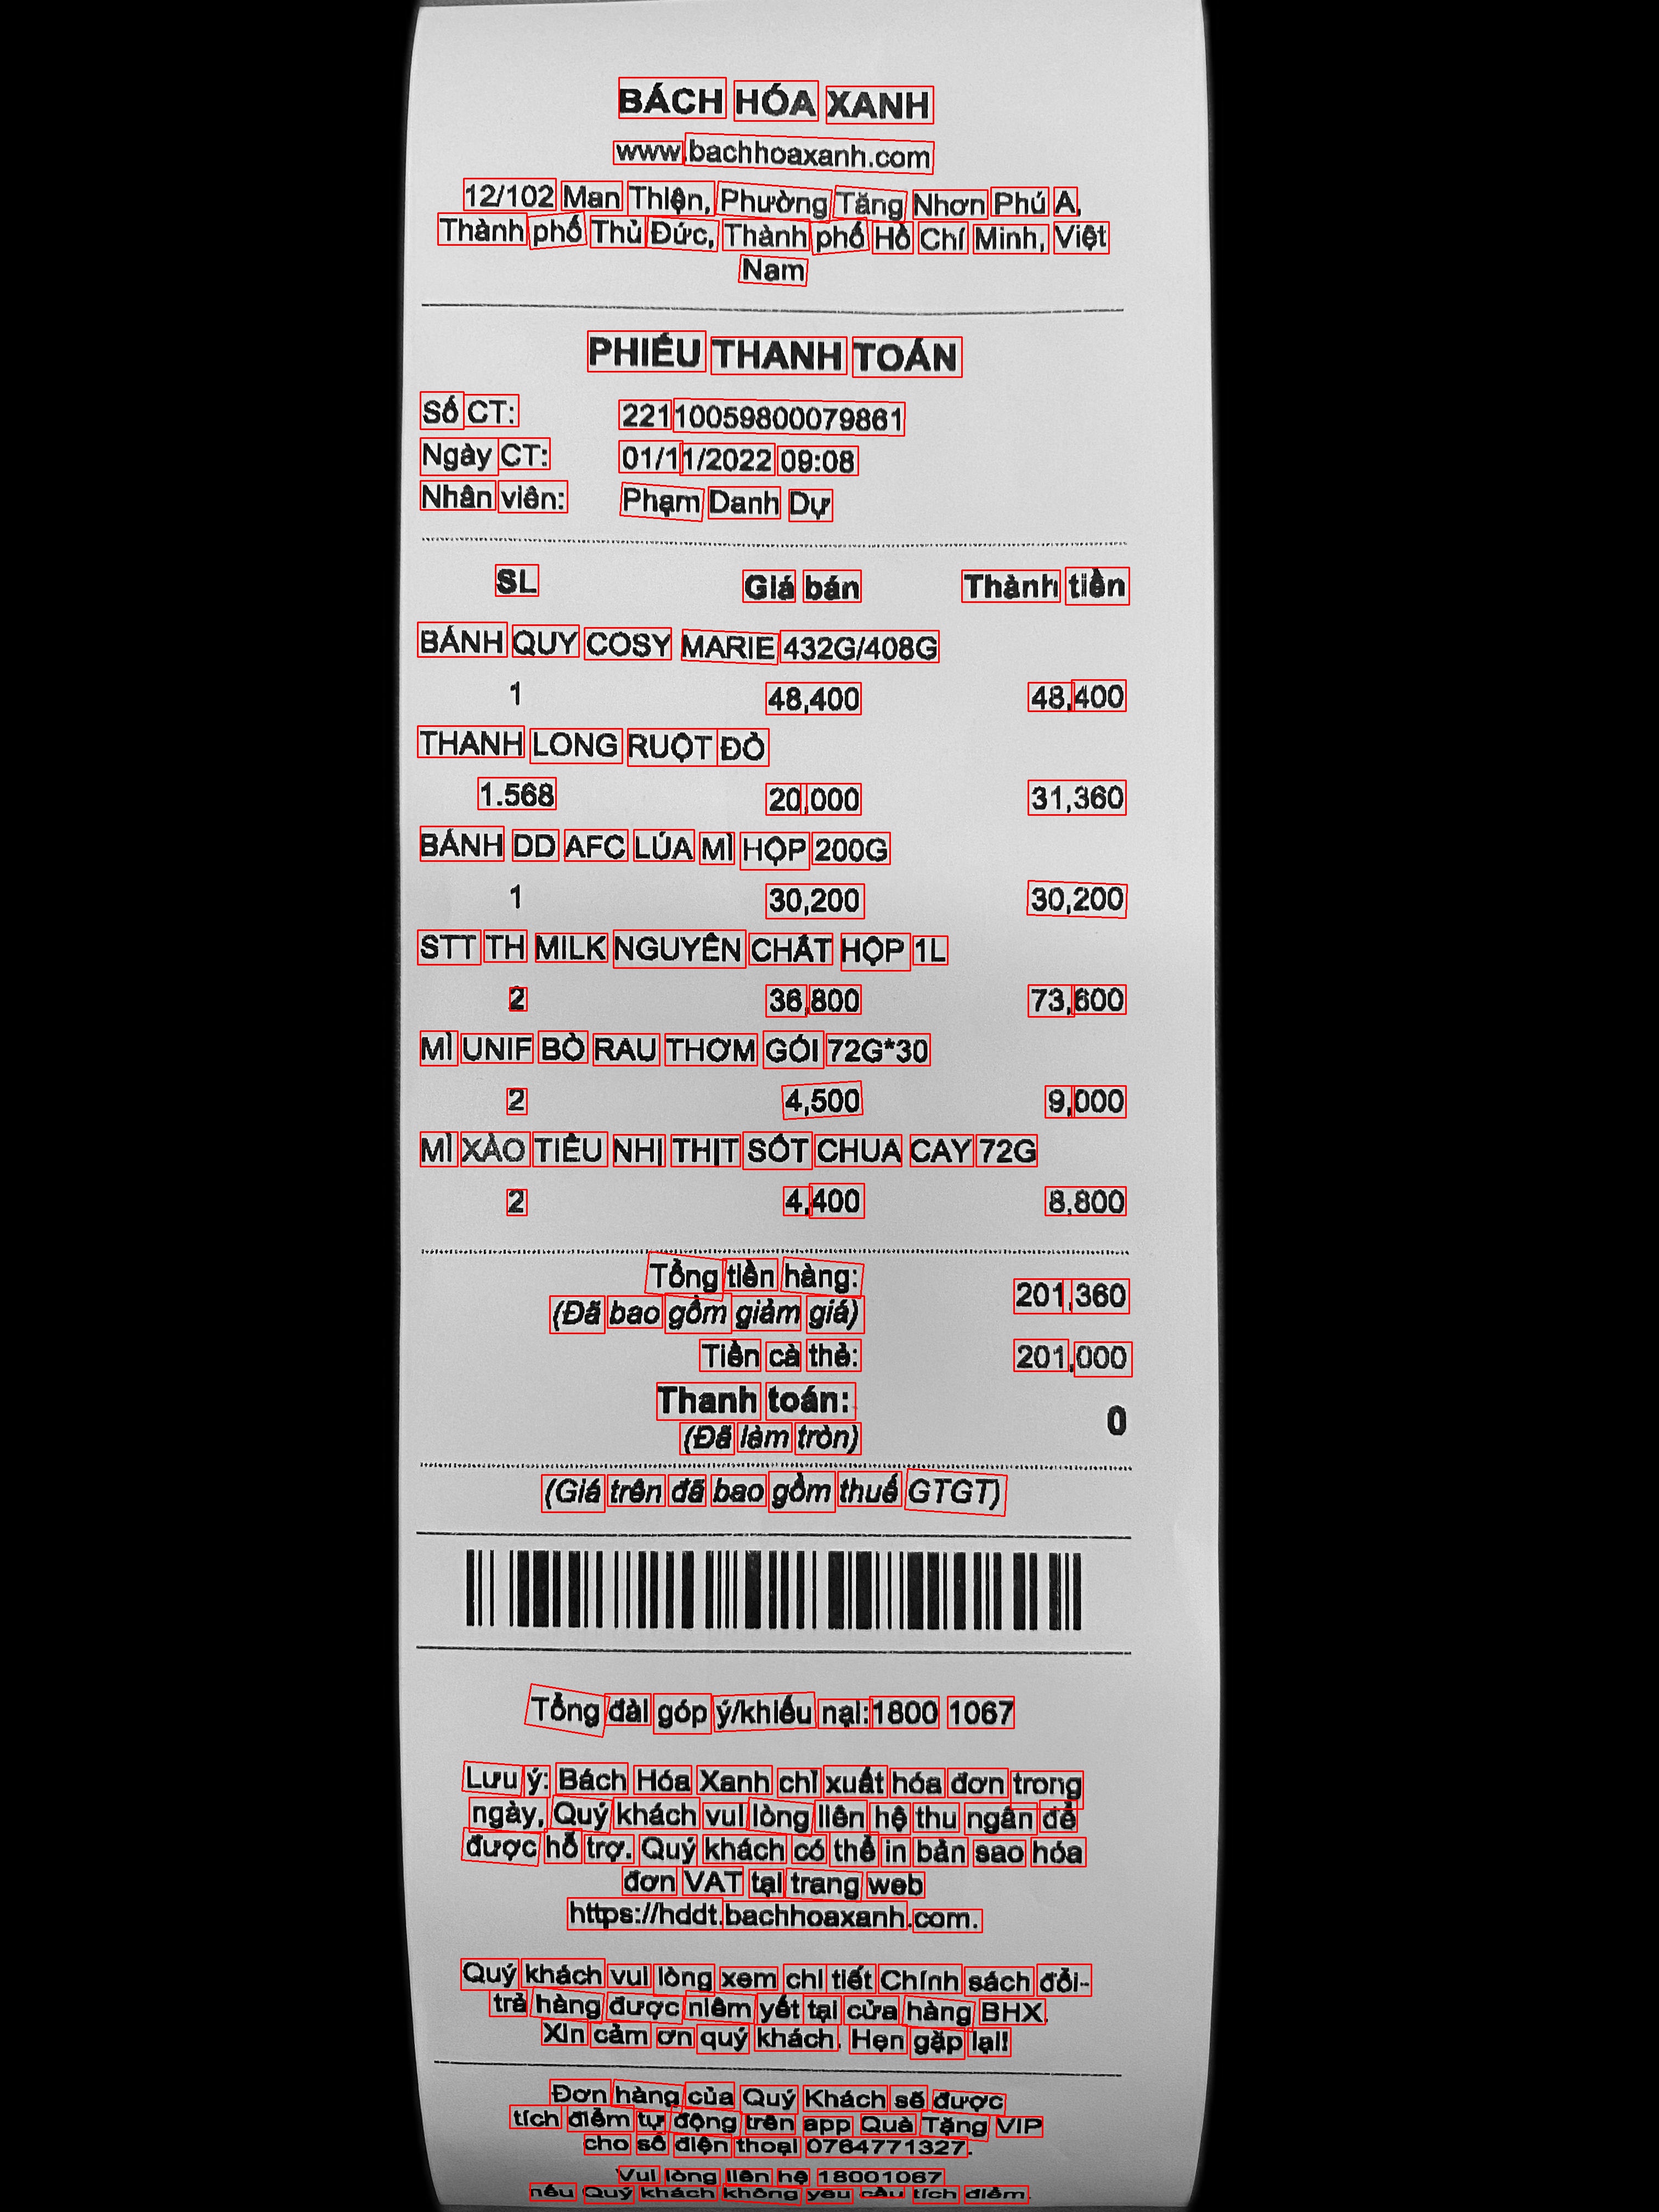 BÁCH HÓA XANH
www.bachhoaxanh.com
12/102 Man Thiện, Phường Tăng Nhơn Phú A,
Thành phố Thủ Đức, Thành phố Hồ Chí Minh, Việt
Nam
PHIẾU THANH TOÁN
Số CT: 22110059800079861
Ngày CT: 01/11/2022 09:08
Nhân viên: Phạm Danh Dự
SL Giá bán Thành tiền
BÁNH QUY COSY MARIE 432G/408G
1 48,400 48,400
THANH LONG RUỘT ĐỎ
1.568 20,000 31,360
BÁNH DD AFC LÚA MÌ HỘP 200G
1 30,200 30,200
STT TH MILK NGUYÊN CHẤT HỘP 1L
2 36,800 73,600
MÌ UNIF BÒ RAU THƠM GÓI 72G*30
2 4,500 9,000
MÌ XÀO TIỂU NHỊ THỊT SỐT CHUA CAY 72G
2 4,400 8,800
Tổng tiền hàng: 201,360
(Đã bao gồm giảm giá)
Tiền cà thẻ: 201,000
Thanh toán: 0
(Đã làm tròn)
(Giá trên đã bao gồm thuế GTGT)
Tổng đài góp ý/khiếu nại:1800 1067
Lưu ý: Bách Hóa Xanh chỉ xuất hóa đơn trong
ngày, Quý khách vui lòng liên hệ thu ngân để
được hỗ trợ. Quý khách có thể in bản sao hóa
đơn VAT tại trang web
https://hddt.bachhoaxanh.com.
Quý khách vui lòng xem chi tiết Chính sách đổi-
trả hàng được niêm yết tại cửa hàng BHX.
Xin cảm ơn quý khách. Hẹn gặp lại!
Đơn hàng của Quý Khách sẽ được
tích điểm tự động trên app Quà Tặng VIP
cho số điện thoại 0764771327.
Vui lòng liên hệ 18001067
nếu Quý khách không yêu cầu tích điểm.